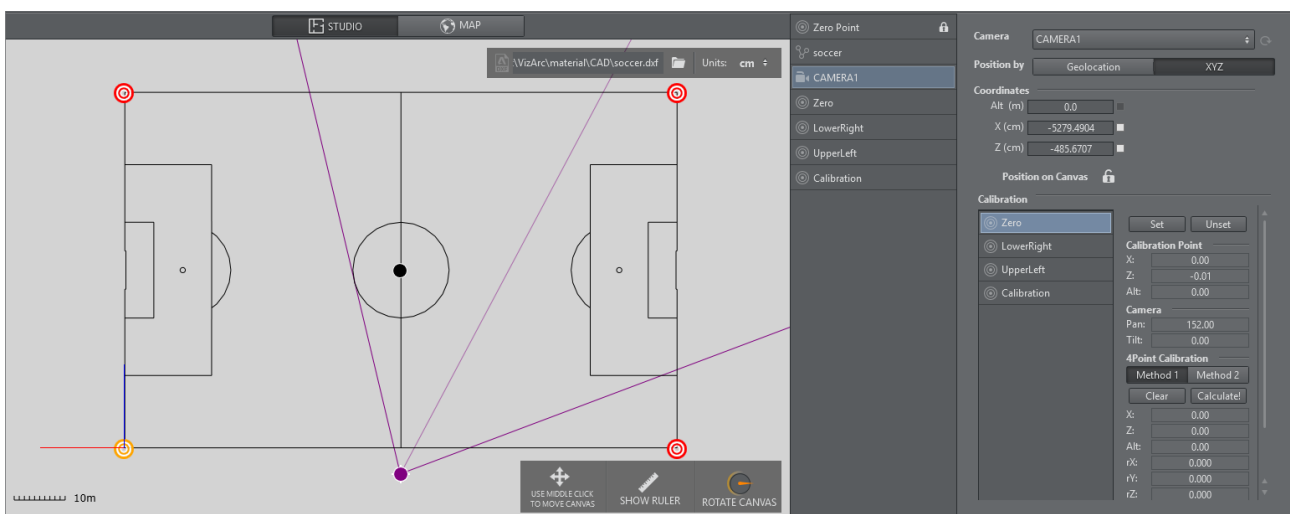 STUDIO
MAP
\VizArc\material\CAD\soccer.dxf
Units: cm
10m
USE MIDDLE CLICK
TO MOVE CANVAS
SHOW RULER
ROTATE CANVAS
Zero Point
soccer
CAMERA1
Zero
LowerRight
UpperLeft
Calibration
Camera CAMERA1
Position by Geolocation XYZ
Coordinates
Alt (m) 0.0
X (cm) -5279.4904
Z (cm) -485.6707
Position on Canvas
Calibration
Zero
LowerRight
UpperLeft
Calibration
Set Unset
Calibration Point
X: 0.00
Z: -0.01
Alt: 0.00
Camera
Pan: 152.00
Tilt: 0.00
4Point Calibration
Method 1 Method 2
Clear Calculate!
X: 0.00
Z: 0.00
Alt: 0.00
rX: 0.000
rY: 0.000
rZ: 0.000